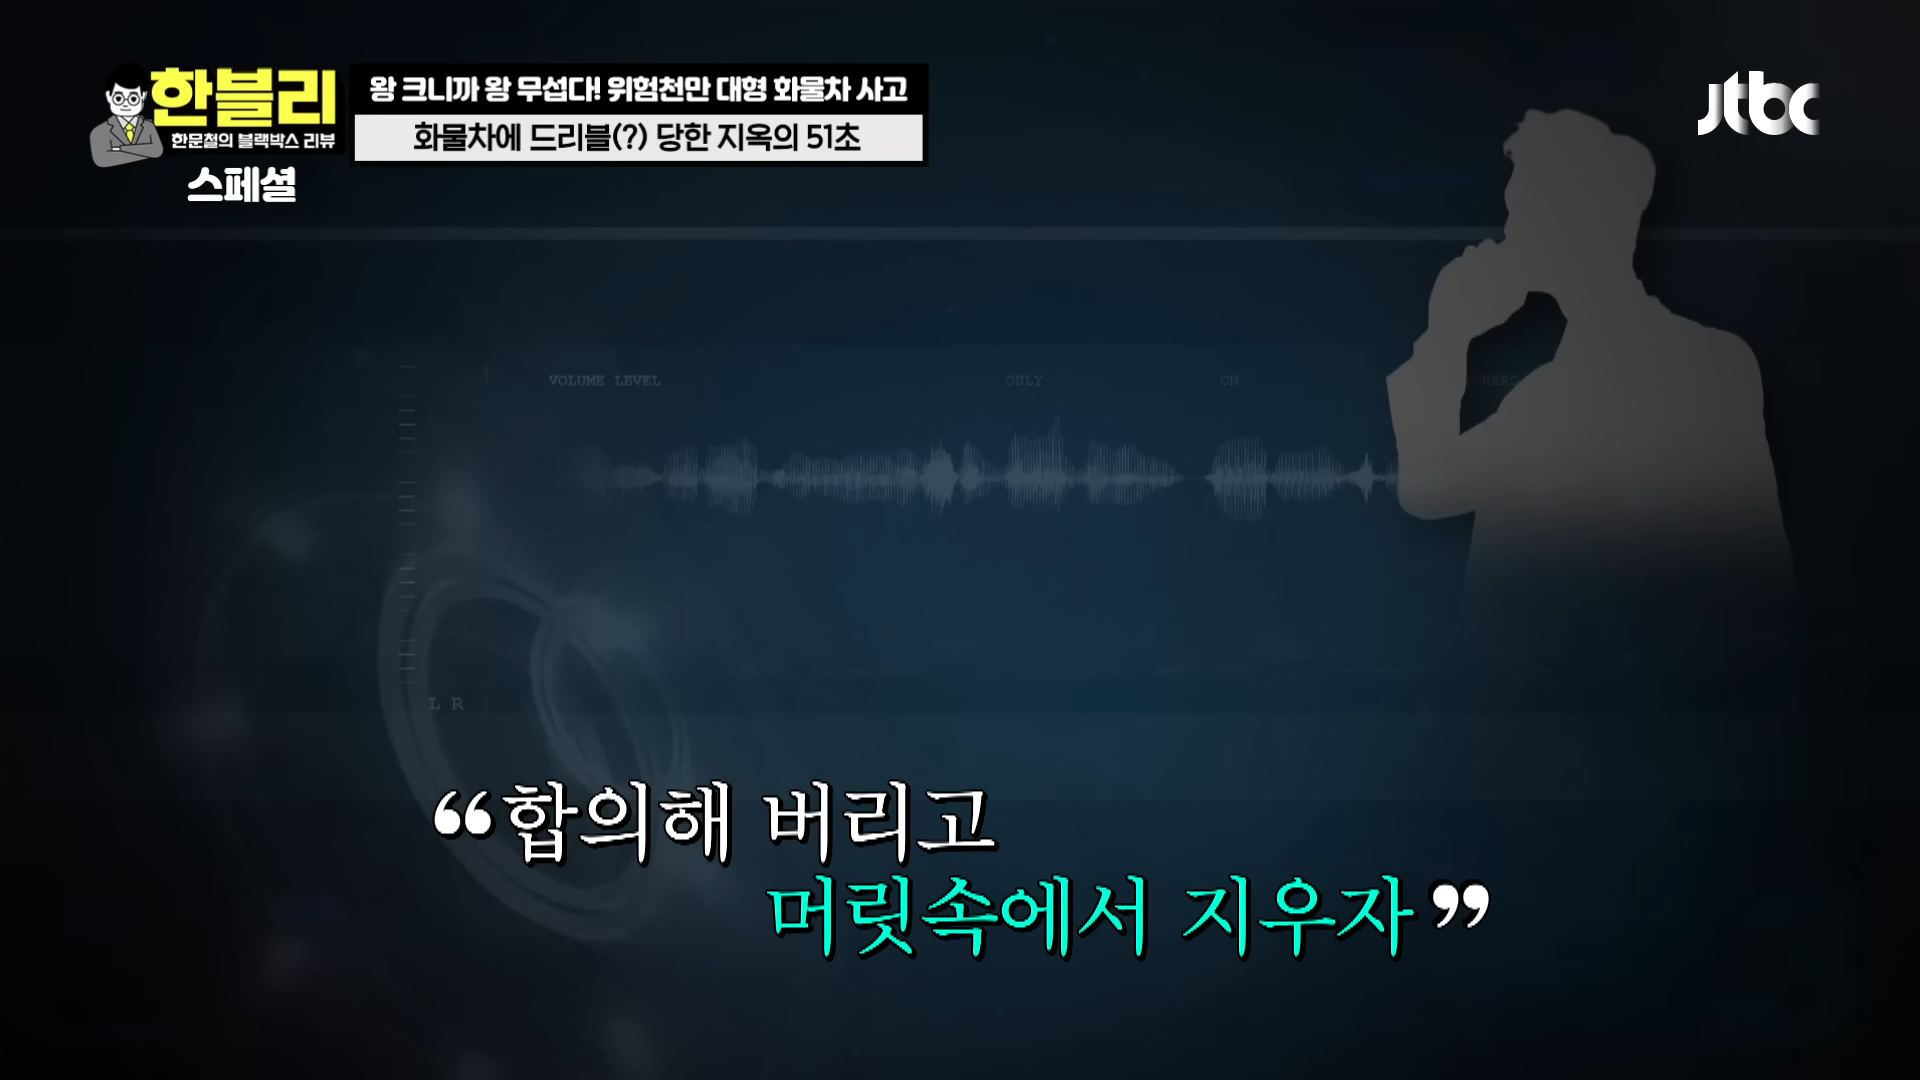 한블리
한문철의 블랙박스 리뷰
스페셜
왕 크니까 왕 무섭다! 위험천만 대형 화물차 사고
화물차에 드리블(?) 당한 지옥의 51초
jtbc
VOLUME LEVEL
ONLY
ON
L R
“합의해 버리고
머릿속에서 지우자”